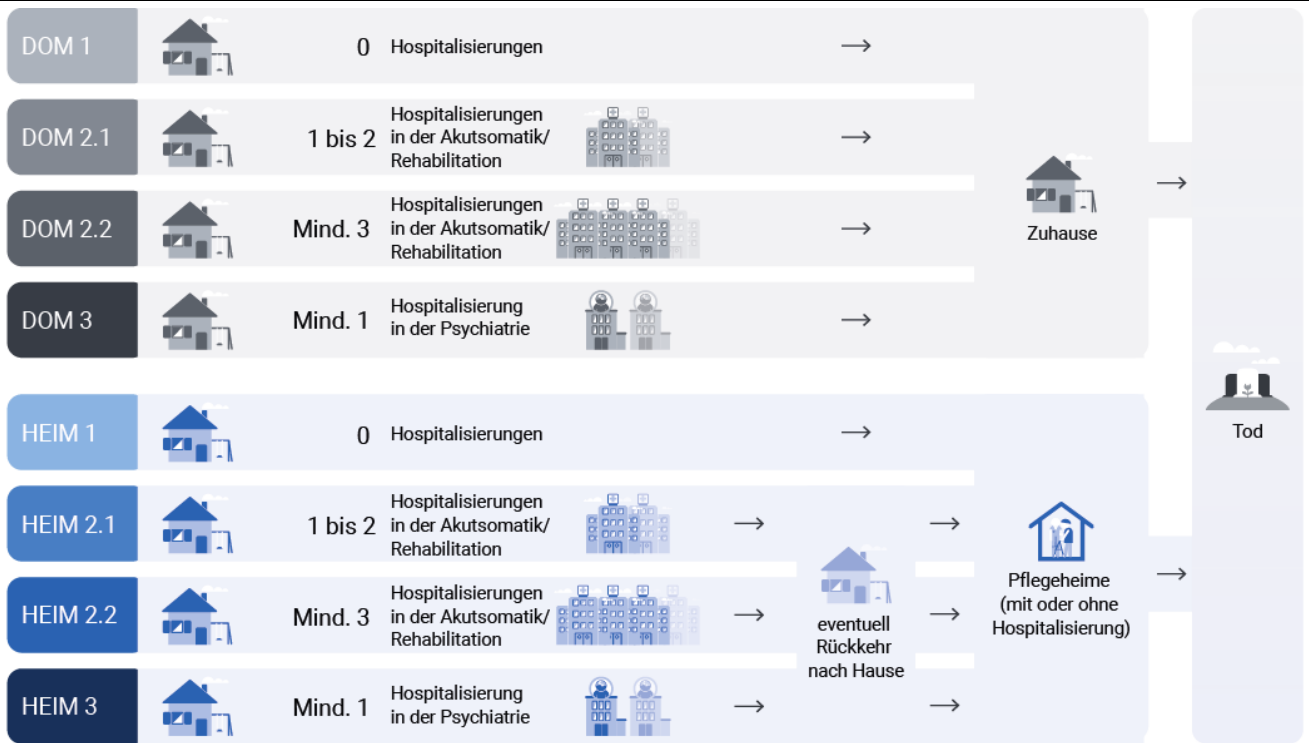 DOM 1
0 Hospitalisierungen
DOM 2.1
1 bis 2
Hospitalisierungen
in der Akutsomatik/
Rehabilitation
DOM 2.2
Mind. 3
Hospitalisierungen
in der Akutsomatik/
Rehabilitation
DOM 3
Mind. 1
Hospitalisierung
in der Psychiatrie
Zuhause
HEIM 1
0 Hospitalisierungen
HEIM 2.1
1 bis 2
Hospitalisierungen
in der Akutsomatik/
Rehabilitation
HEIM 2.2
Mind. 3
Hospitalisierungen
in der Akutsomatik/
Rehabilitation
HEIM 3
Mind. 1
Hospitalisierung
in der Psychiatrie
eventuell
Rückkehr
nach Hause
Pflegeheime
(mit oder ohne
Hospitalisierung)
Tod